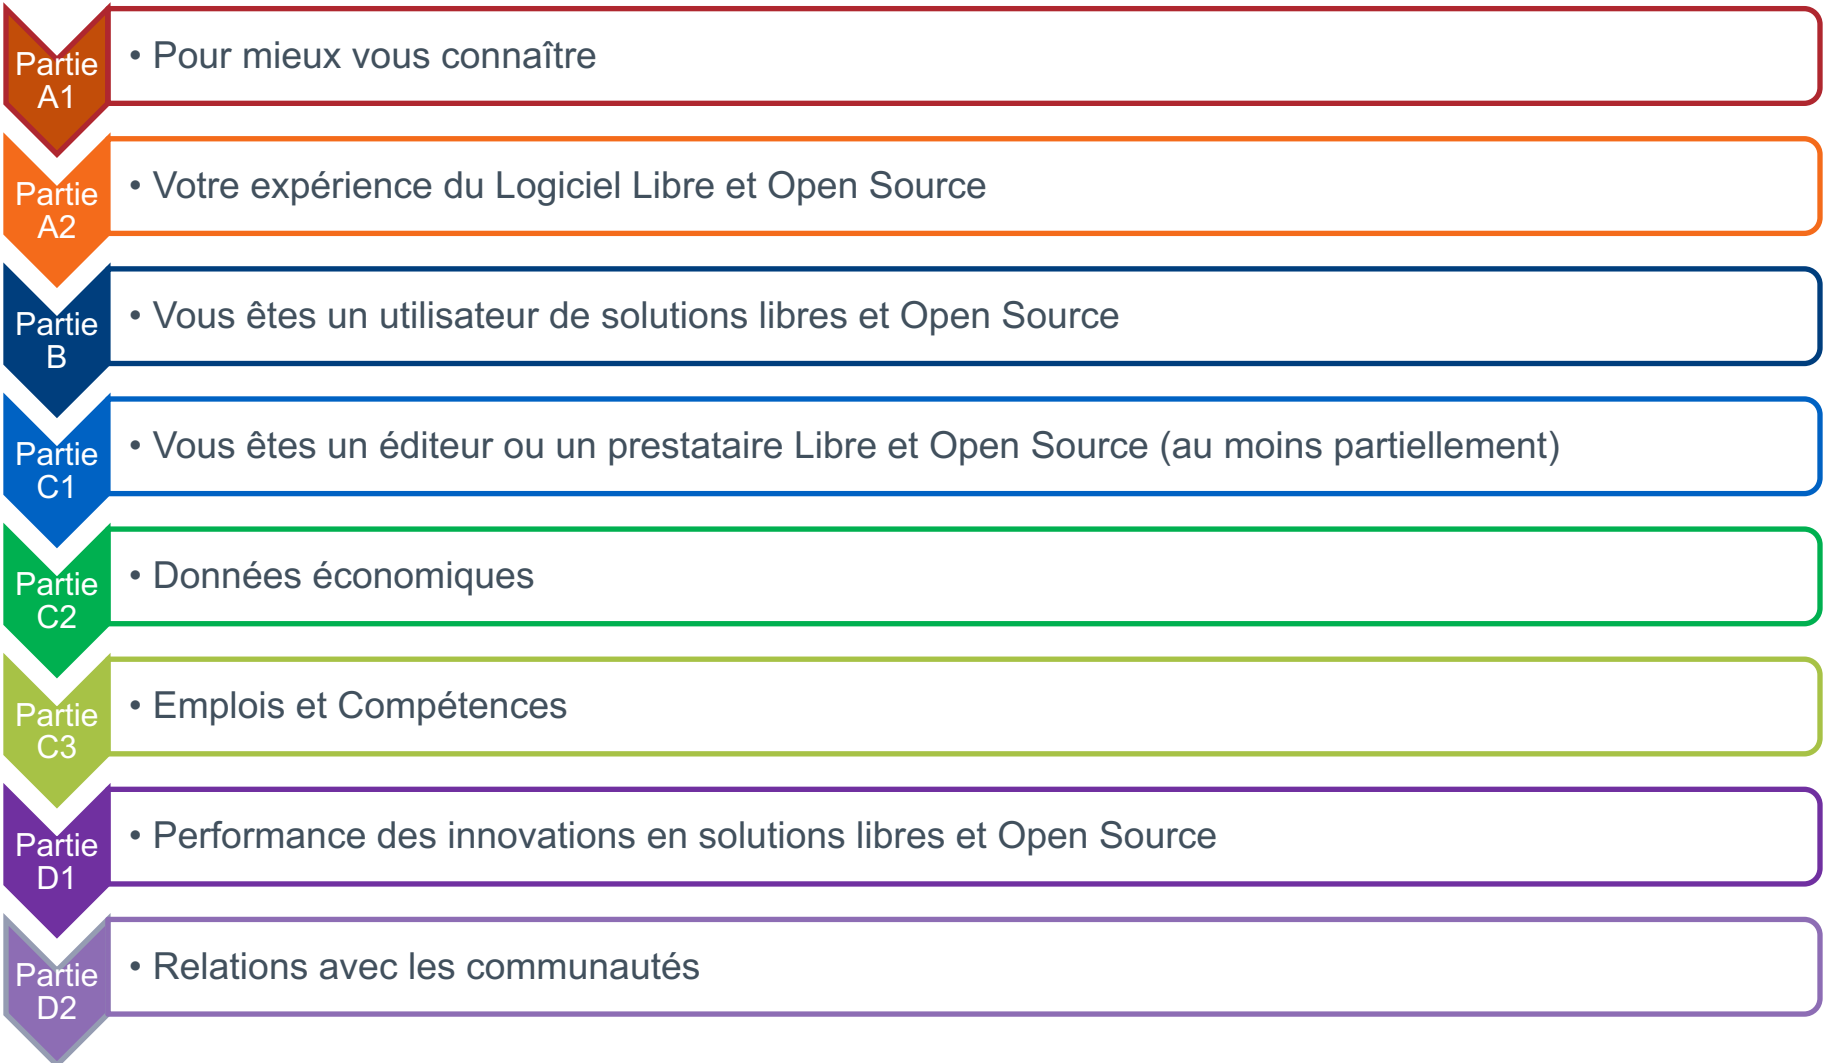 Partie
A1
• Pour mieux vous connaître
Partie
A2
• Votre expérience du Logiciel Libre et Open Source
Partie
B
• Vous êtes un utilisateur de solutions libres et Open Source
Partie
C1
• Vous êtes un éditeur ou un prestataire Libre et Open Source (au moins partiellement)
Partie
C2
• Données économiques
Partie
C3
• Emplois et Compétences
Partie
D1
• Performance des innovations en solutions libres et Open Source
Partie
D2
• Relations avec les communautés